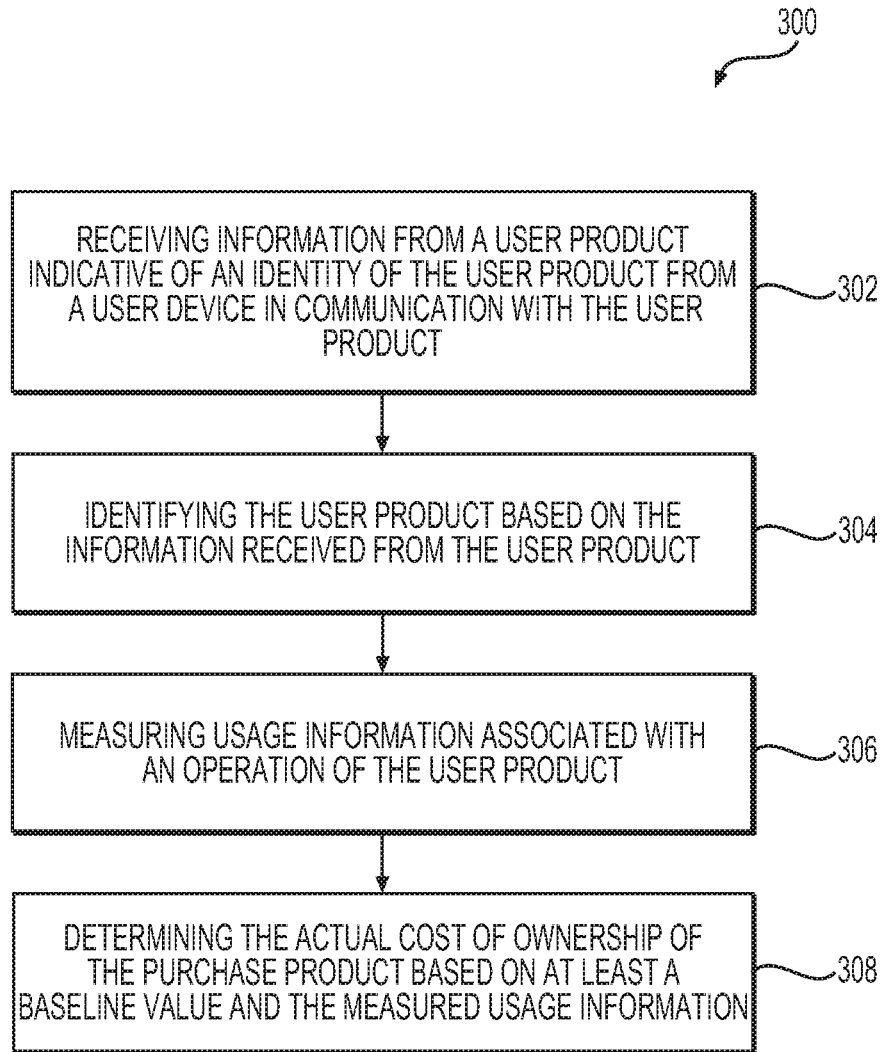 300
RECEIVING INFORMATION FROM A USER PRODUCT
INDICATIVE OF AN IDENTITY OF THE USER PRODUCT FROM
A USER DEVICE IN COMMUNICATION WITH THE USER
PRODUCT
302
IDENTIFYING THE USER PRODUCT BASED ON THE
INFORMATION RECEIVED FROM THE USER PRODUCT
304
MEASURING USAGE INFORMATION ASSOCIATED WITH
AN OPERATION OF THE USER PRODUCT
306
DETERMINING THE ACTUAL COST OF OWNERSHIP OF
THE PURCHASE PRODUCT BASED ON AT LEAST A
BASELINE VALUE AND THE MEASURED USAGE INFORMATION
308